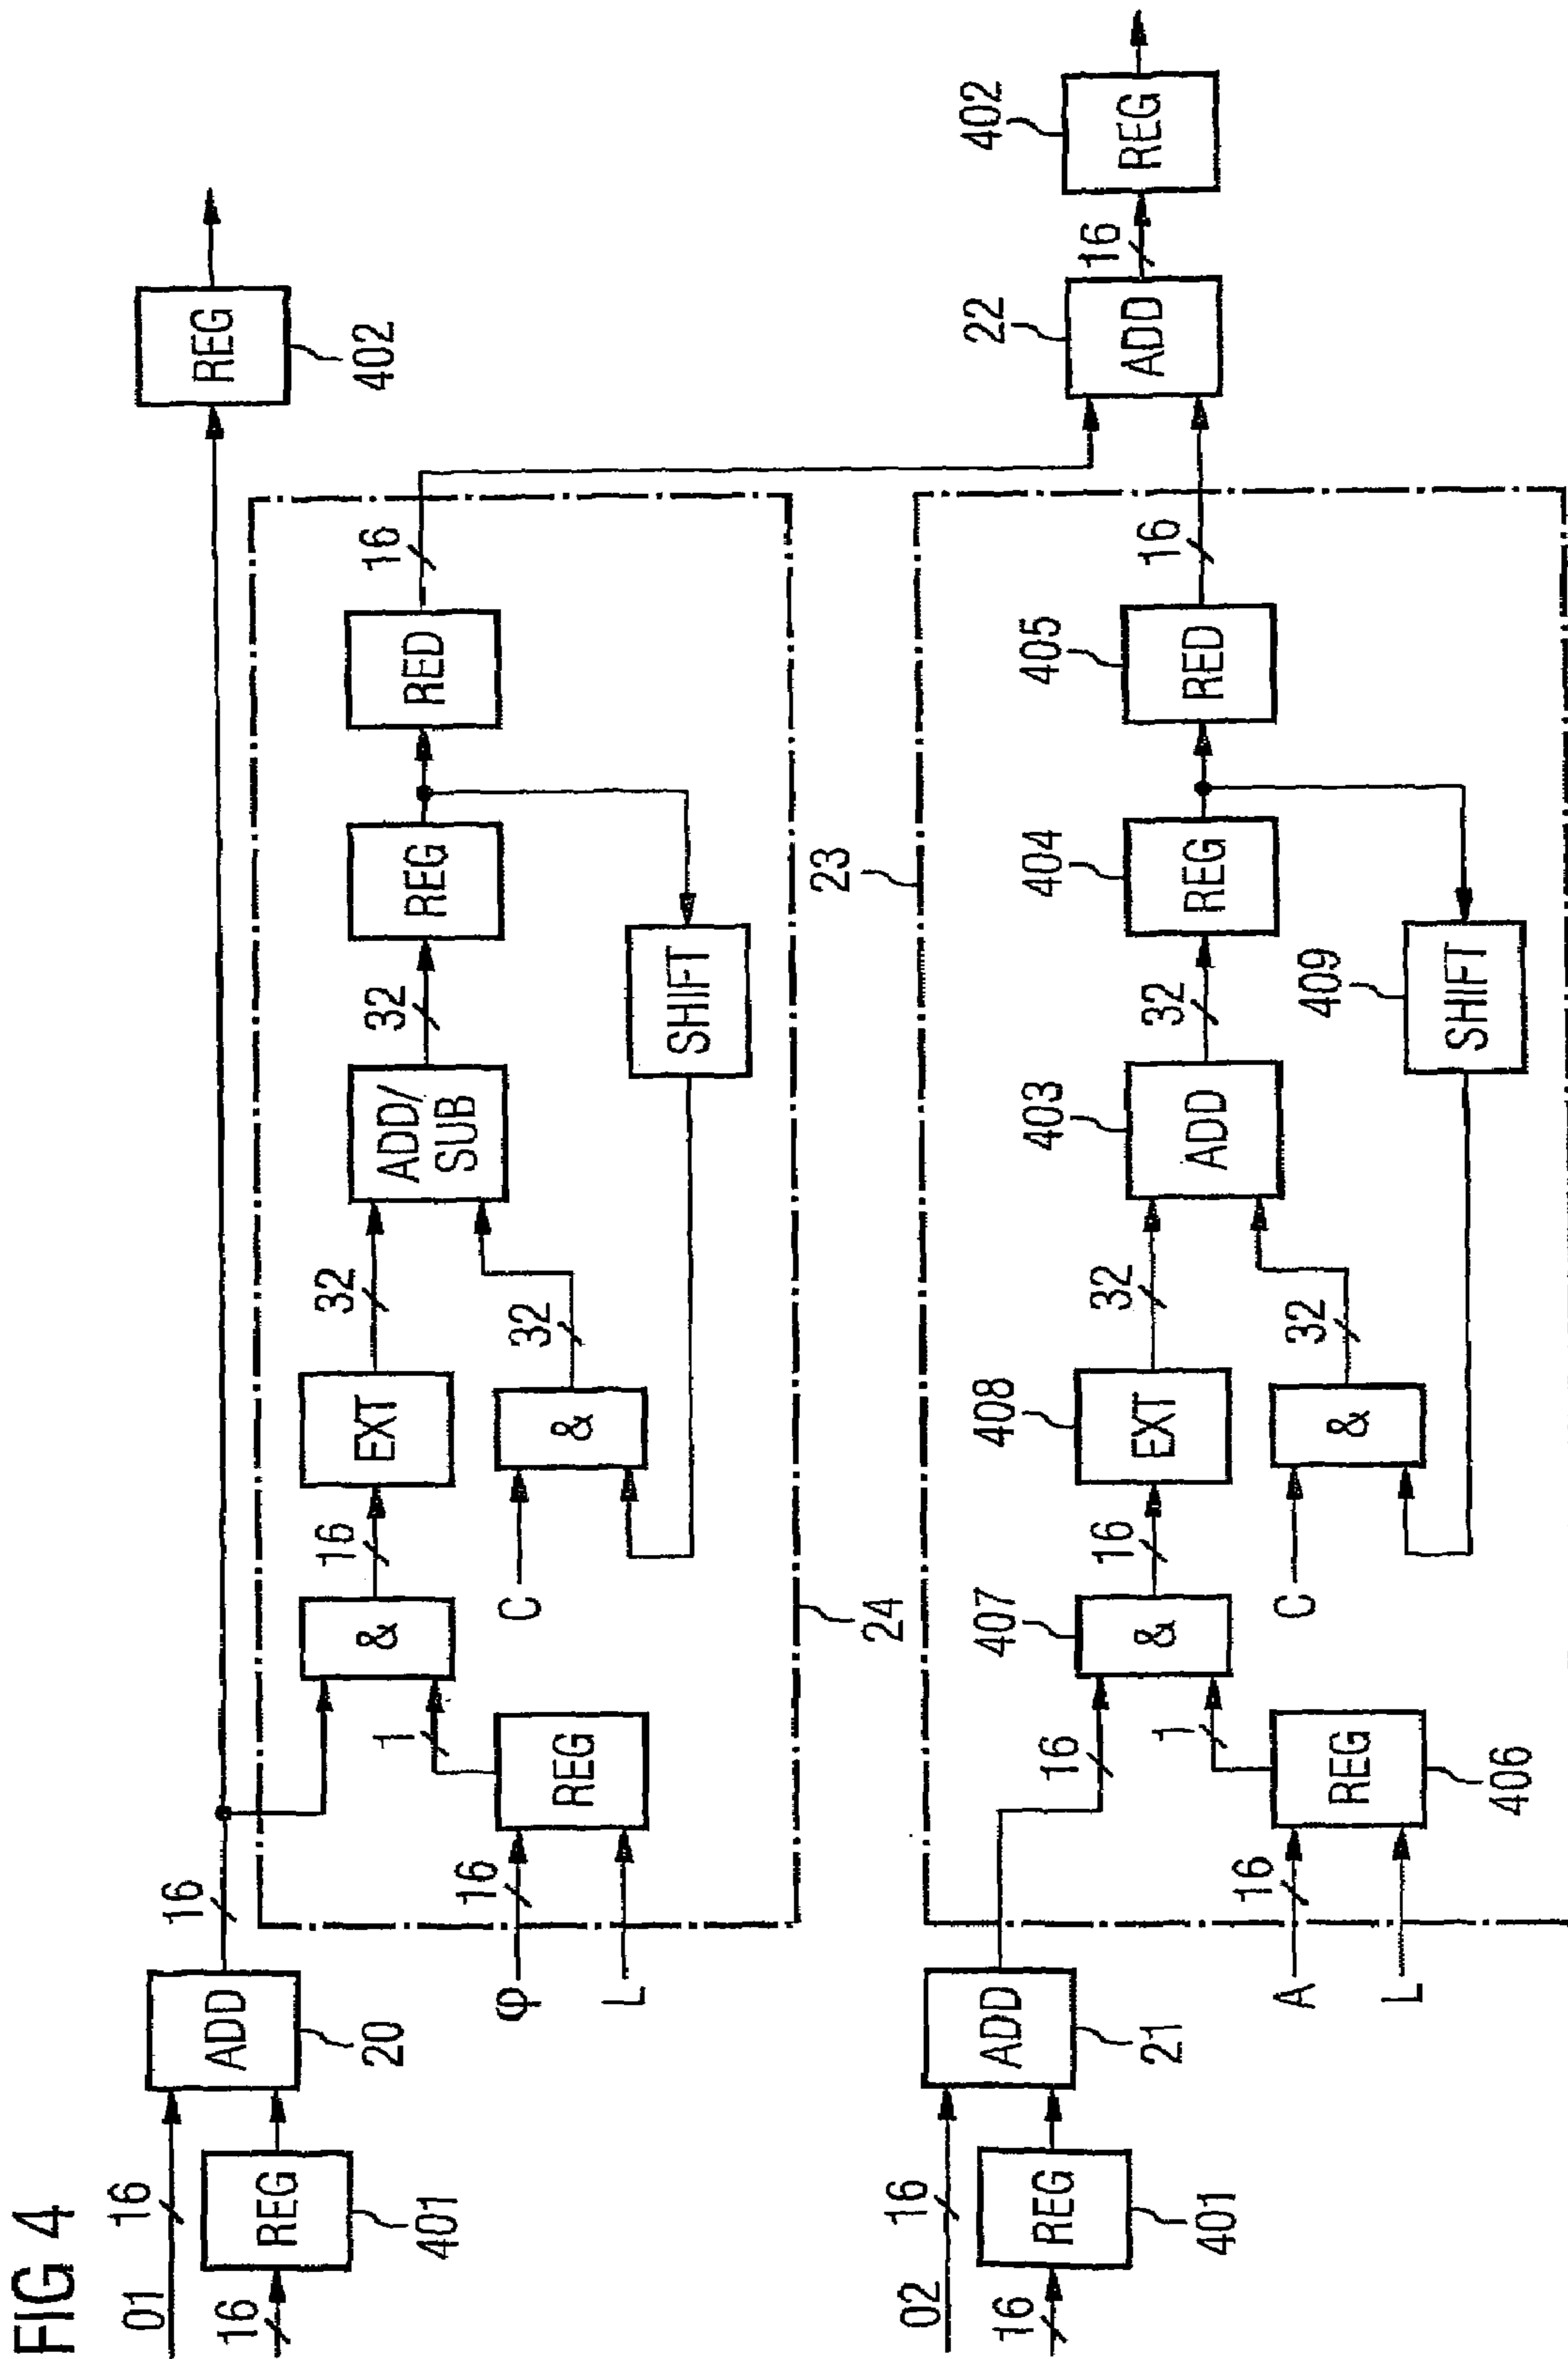 FIG 4
01
16
16
REG
401
ADD
20
16
φ
L
16
REG
1
&
16
EXT
32
C
&
32
ADD/
SUB
32
REG
SHIFT
RED
16
24
REG
402
02
16
16
REG
401
ADD
21
16
A
L
16
REG
406
1
407
&
16
408
EXT
32
C
&
32
403
ADD
32
404
REG
409
SHIFT
405
RED
16
23
22
ADD
16
402
REG